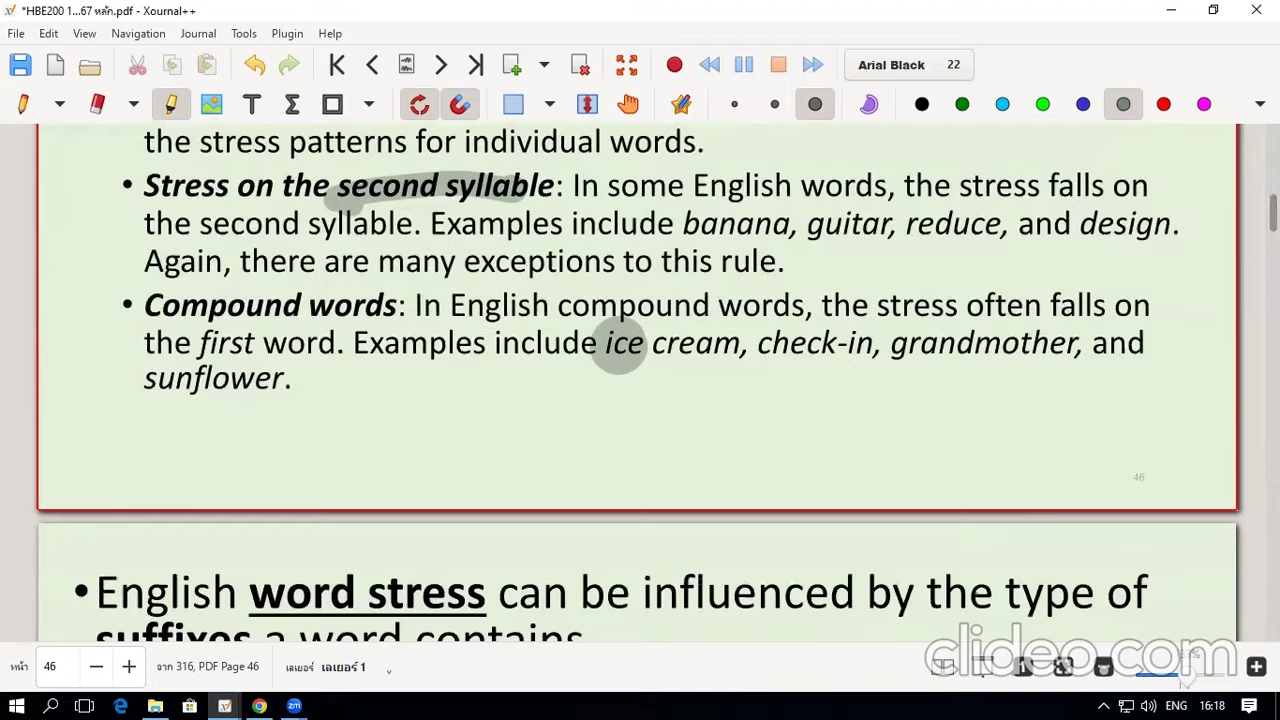 *HBE200 1...67 หลัก.pdf - Xournal++
File Edit View Navigation Journal Tools Plugin Help
Arial Black 22
the stress patterns for individual words.
• Stress on the second syllable: In some English words, the stress falls on
the second syllable. Examples include banana, guitar, reduce, and design.
Again, there are many exceptions to this rule.
• Compound words: In English compound words, the stress often falls on
the first word. Examples include ice cream, check-in, grandmother, and
sunflower.
46
•English word stress can be influenced by the type of
suffixes a word contains
clideo.com
หน้า 46 จาก 316, PDF Page 46 เลเยอร์ เลเยอร์ 1
ENG 16:18